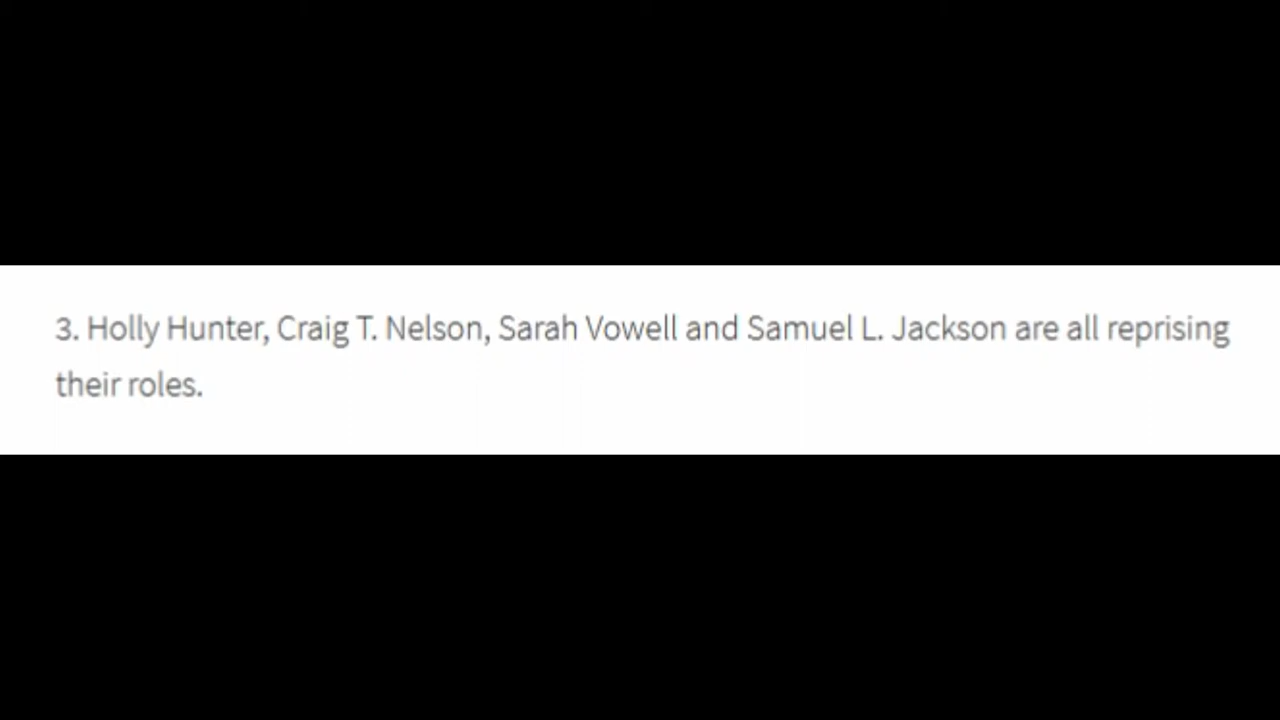 3. Holly Hunter, Craig T. Nelson, Sarah Vowell and Samuel L. Jackson are all reprising
their roles.